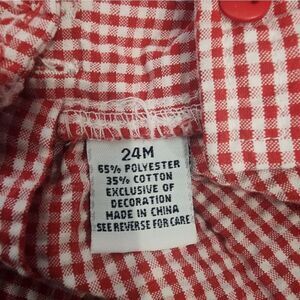 24M
65% POLYESTER
35% COTTON
EXCLUSIVE OF
DECORATION
MADE IN CHINA
SEE REVERSE FOR CARE